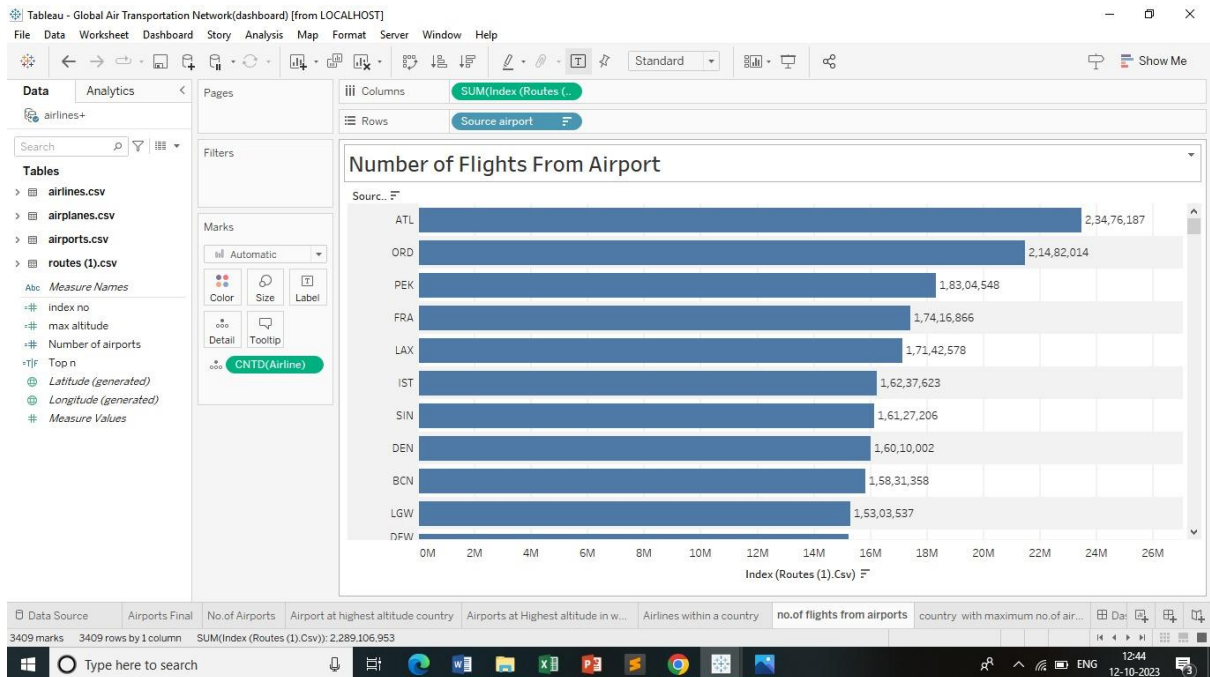 Tableau - Global Air Transportation Network(dashboard) [from LOCALHOST]
File Data Worksheet Dashboard Story Analysis Map Format Server Window Help
Standard
Show Me
Data Analytics
airlines+
Search
Tables
airlines.csv
airplanes.csv
airports.csv
routes (1).csv
Abc Measure Names
=# index no
=# max altitude
=# Number of airports
=T|F Top n
Latitude (generated)
Longitude (generated)
# Measure Values
Pages
Filters
Marks
Automatic
Color Size Label
Detail Tooltip
CNTD(Airline)
iii Columns SUM(Index (Routes (..
Rows Source airport
Number of Flights From Airport
Sourc..
ATL 2,34,76,187
ORD 2,14,82,014
PEK 1,83,04,548
FRA 1,74,16,866
LAX 1,71,42,578
IST 1,62,37,623
SIN 1,61,27,206
DEN 1,60,10,002
BCN 1,58,31,358
LGW 1,53,03,537
DFW
0M 2M 4M 6M 8M 10M 12M 14M 16M 18M 20M 22M 24M 26M
Index (Routes (1).Csv)
Data Source Airports Final No.of Airports Airport at highest altitude country Airports at Highest altitude in w... Airlines within a country no.of flights from airports country with maximum no.of air... Da
3409 marks 3409 rows by 1 column SUM(Index (Routes (1).Csv)): 2,289,106,953
Type here to search
ENG
12:44
12-10-2023